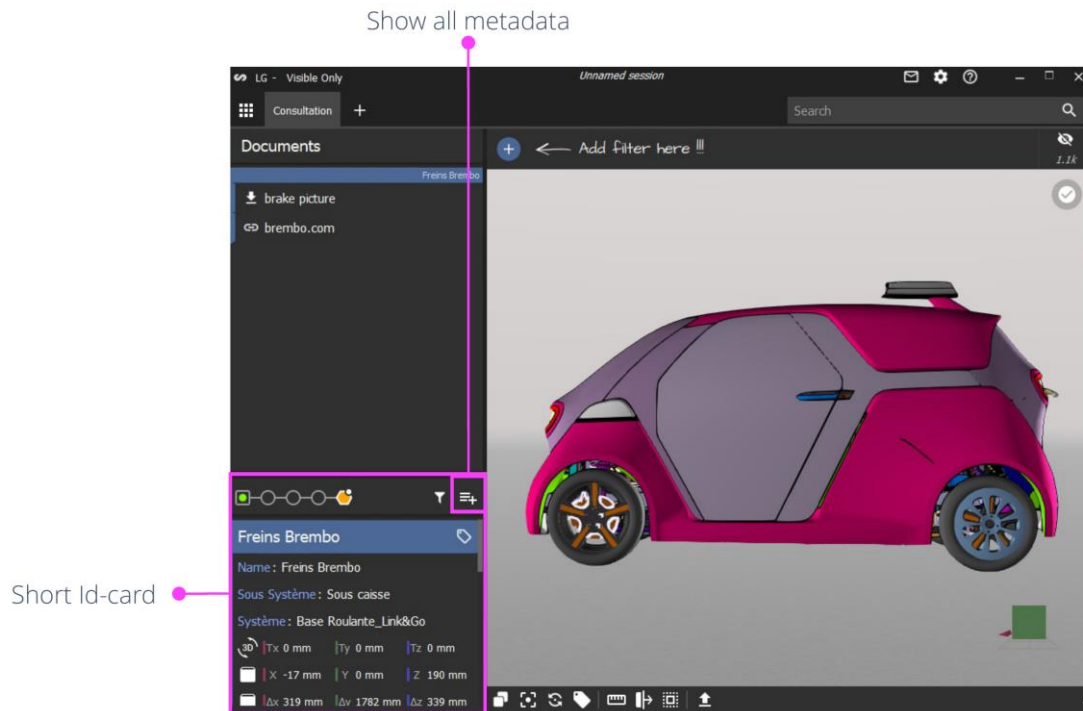 Show all metadata
LG - Visible Only
Unnamed session
Consultation
Search
Documents
Add filter here !!!
1.1k
Freins Brembo
brake picture
brembo.com
Freins Brembo
Name : Freins Brembo
Short Id-card
Sous Système : Sous caisse
Système : Base Roulante_Link&Go
3D Tx 0 mm Ty 0 mm Tz 0 mm
X -17 mm Y 0 mm Z 190 mm
Δx 319 mm Δv 1782 mm Δz 339 mm